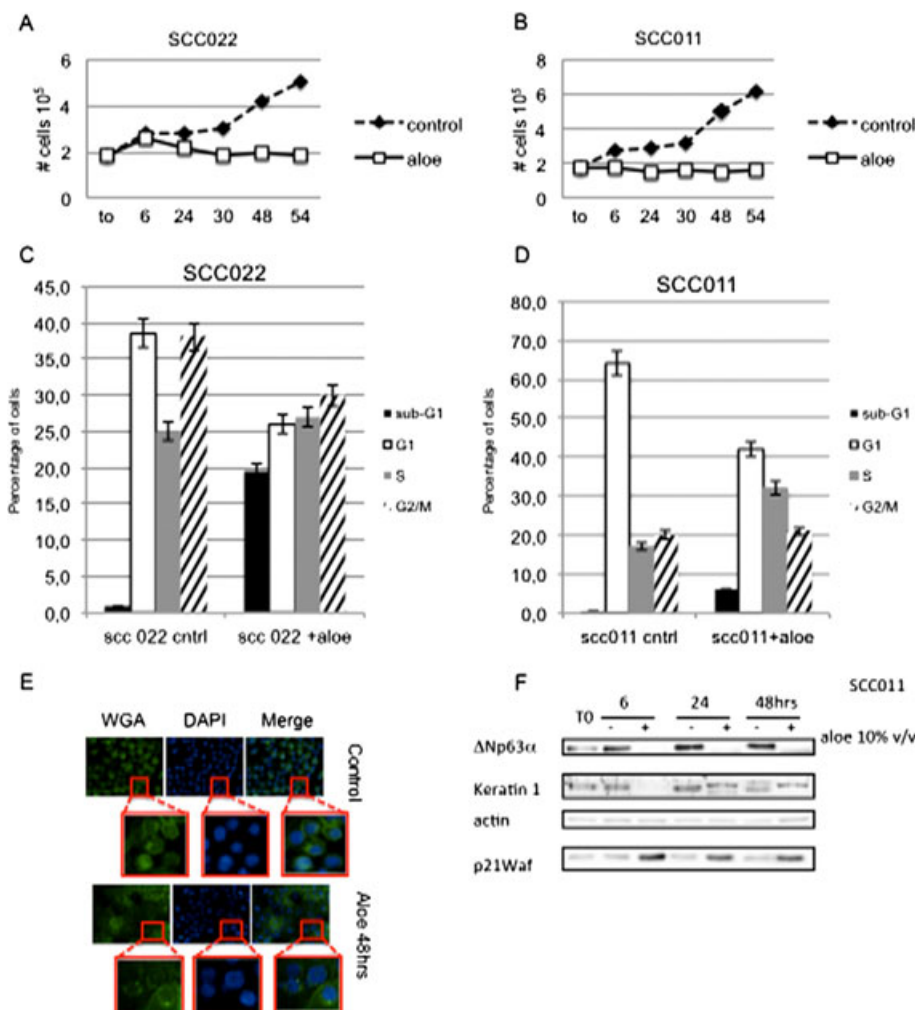 A
SCC022
# cells 10⁵
6
4
2
0
to 6 24 30 48 54
control
aloe
B
SCC011
# cells 10⁵
8
6
4
2
0
to 6 24 30 48 54
control
aloe
C
SCC022
Percentage of cells
45,0
40,0
35,0
30,0
25,0
20,0
15,0
10,0
5,0
0,0
scc 022 cntrl scc 022 +aloe
sub-G1
G1
S
G2/M
D
SCC011
Percentage of cells
80,0
70,0
60,0
50,0
40,0
30,0
20,0
10,0
0,0
scc011 cntrl scc011+aloe
sub-G1
G1
S
G2/M
E
WGA DAPI Merge
Control
Aloe 48hrs
F
6 24 48hrs SCC011
T0 - + - + - + aloe 10% v/v
ΔNp63α
Keratin 1
actin
p21Waf